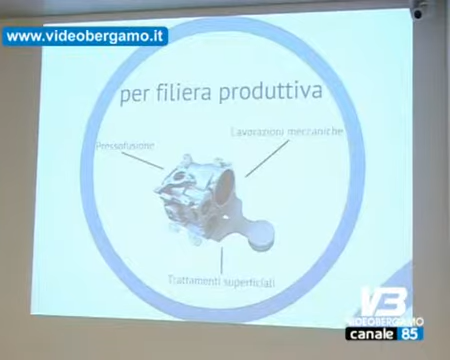 www.videobergamo.it
per filiera produttiva
Lavorazioni meccaniche
Pressofusione
Trattamenti superficiali
VB
VIDEOBERGAMO
canale 85